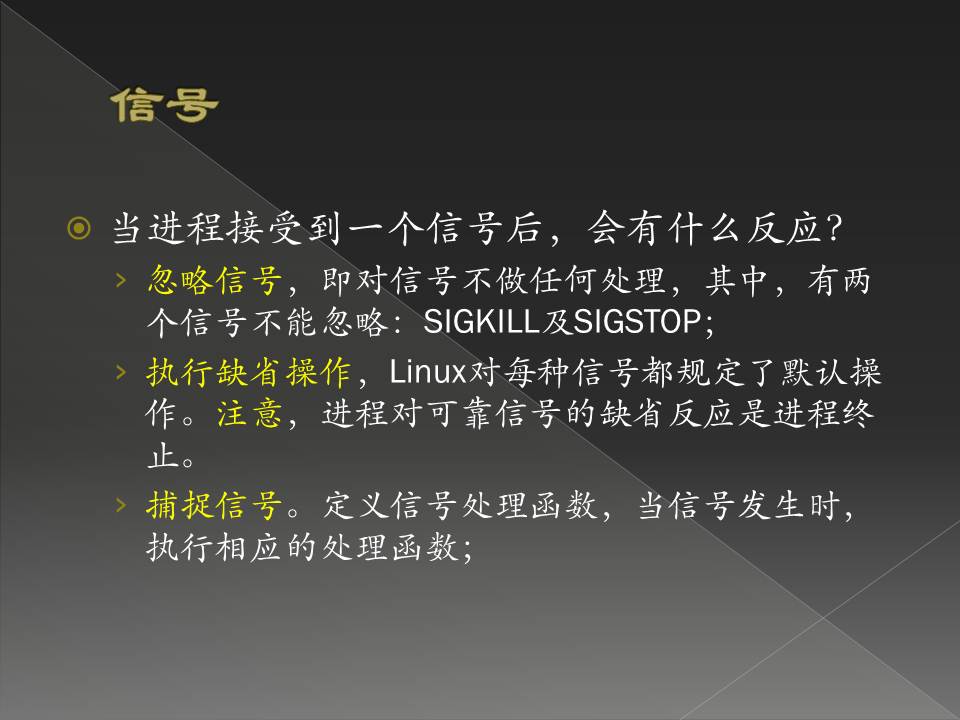 信号
当进程接受到一个信号后，会有什么反应？
忽略信号，即对信号不做任何处理，其中，有两
个信号不能忽略：SIGKILL及SIGSTOP；
执行缺省操作，Linux对每种信号都规定了默认操
作。注意，进程对可靠信号的缺省反应是进程终
止。
捕捉信号。定义信号处理函数，当信号发生时，
执行相应的处理函数；